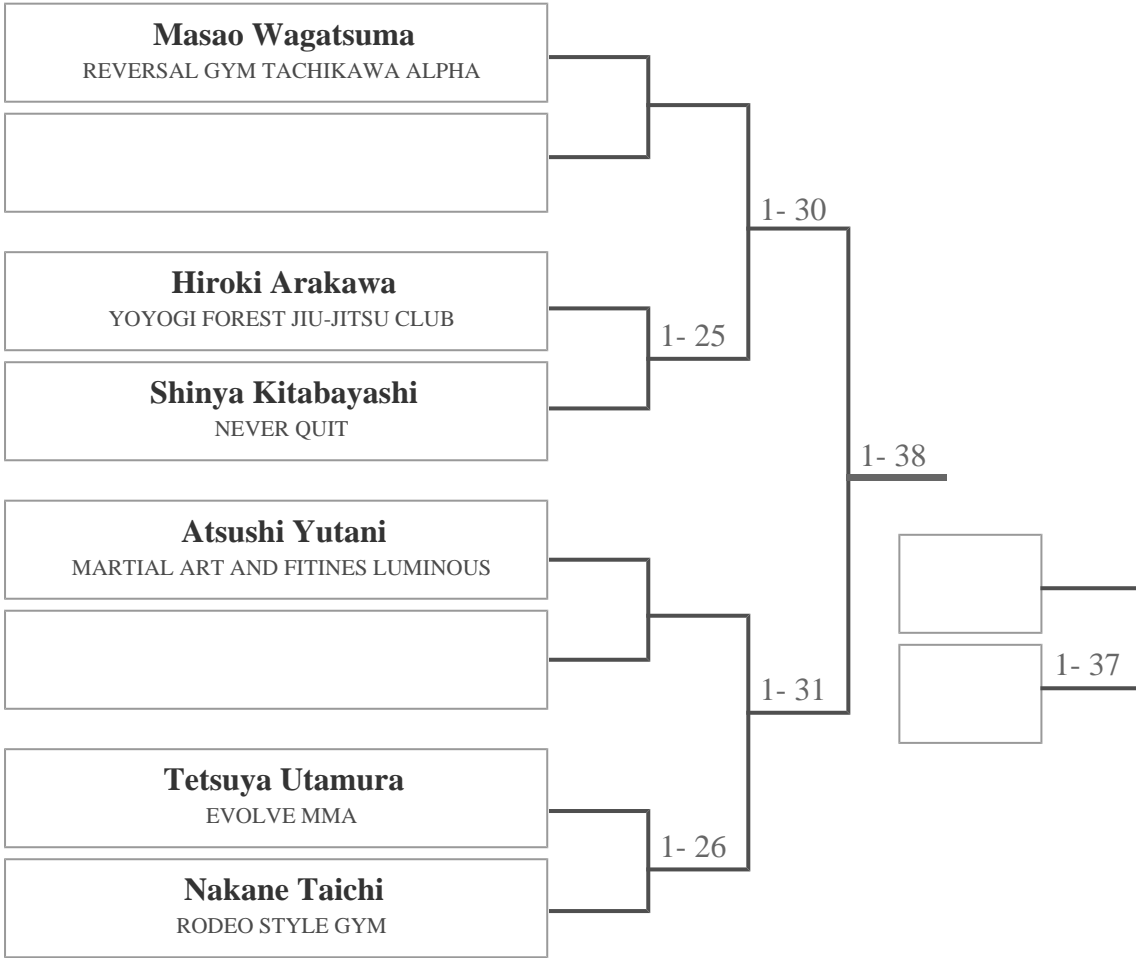 Masao Wagatsuma
REVERSAL GYM TACHIKAWA ALPHA
1- 30
Hiroki Arakawa
YOYOGI FOREST JIU-JITSU CLUB
1- 25
Shinya Kitabayashi
NEVER QUIT
1- 38
Atsushi Yutani
MARTIAL ART AND FITINES LUMINOUS
1- 37
1- 31
Tetsuya Utamura
EVOLVE MMA
1- 26
Nakane Taichi
RODEO STYLE GYM